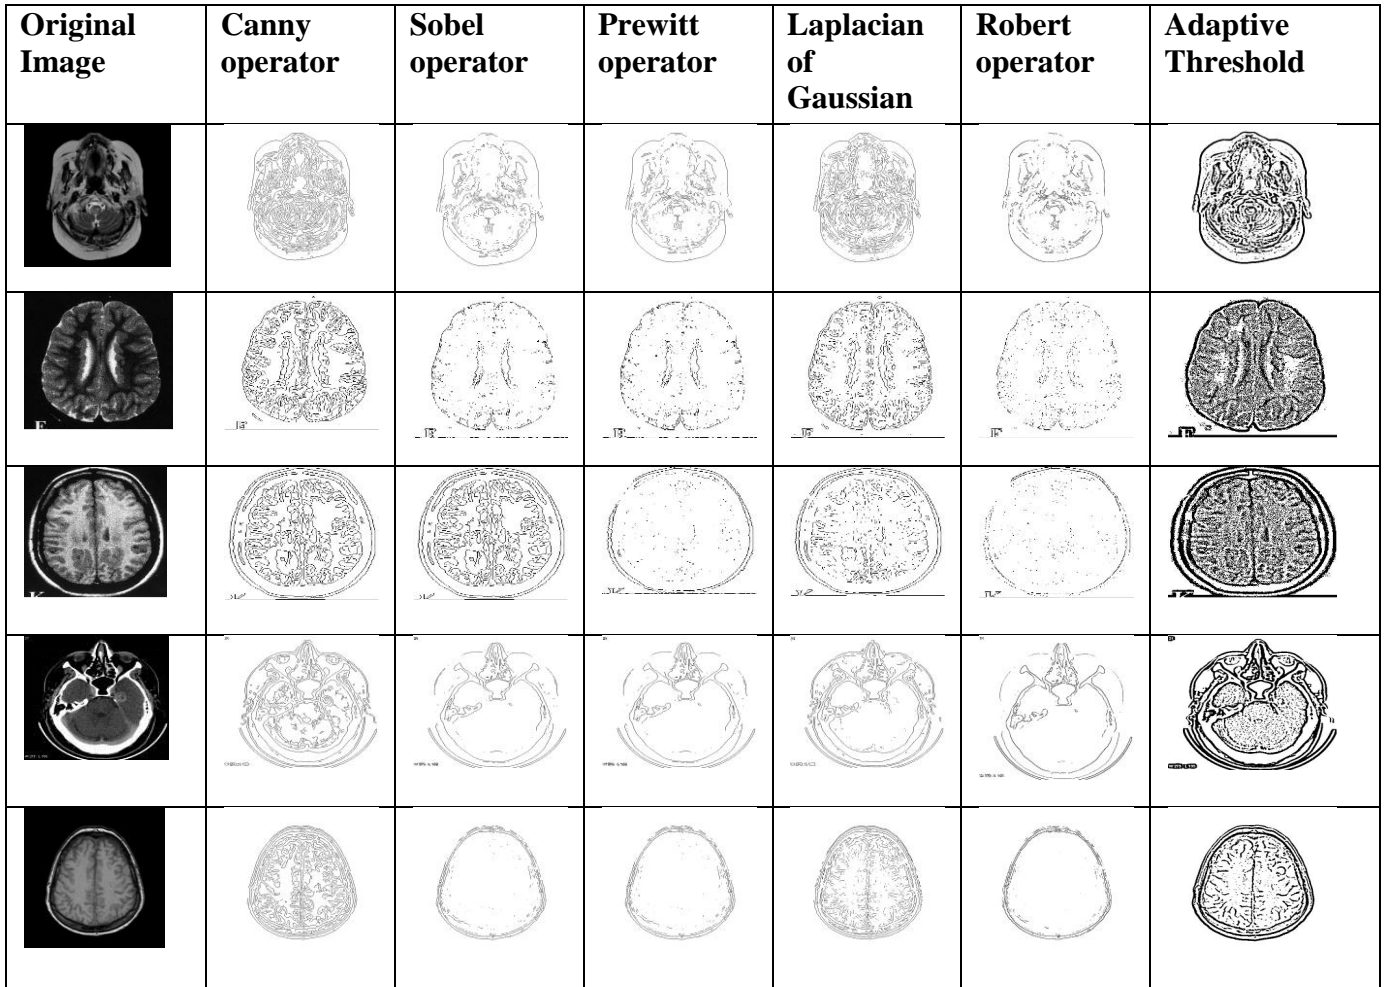 Original
Image
Canny
operator
Sobel
operator
Prewitt
operator
Laplacian
of
Gaussian
Robert
operator
Adaptive
Threshold
F
F
F
K